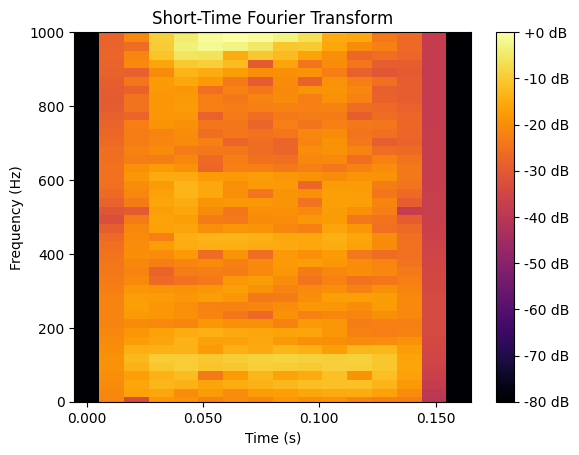 Short-Time Fourier Transform
1000
800
600
400
200
0
Frequency (Hz)
0.000
0.050
0.100
0.150
Time (s)
+0 dB
-10 dB
-20 dB
-30 dB
-40 dB
-50 dB
-60 dB
-70 dB
-80 dB